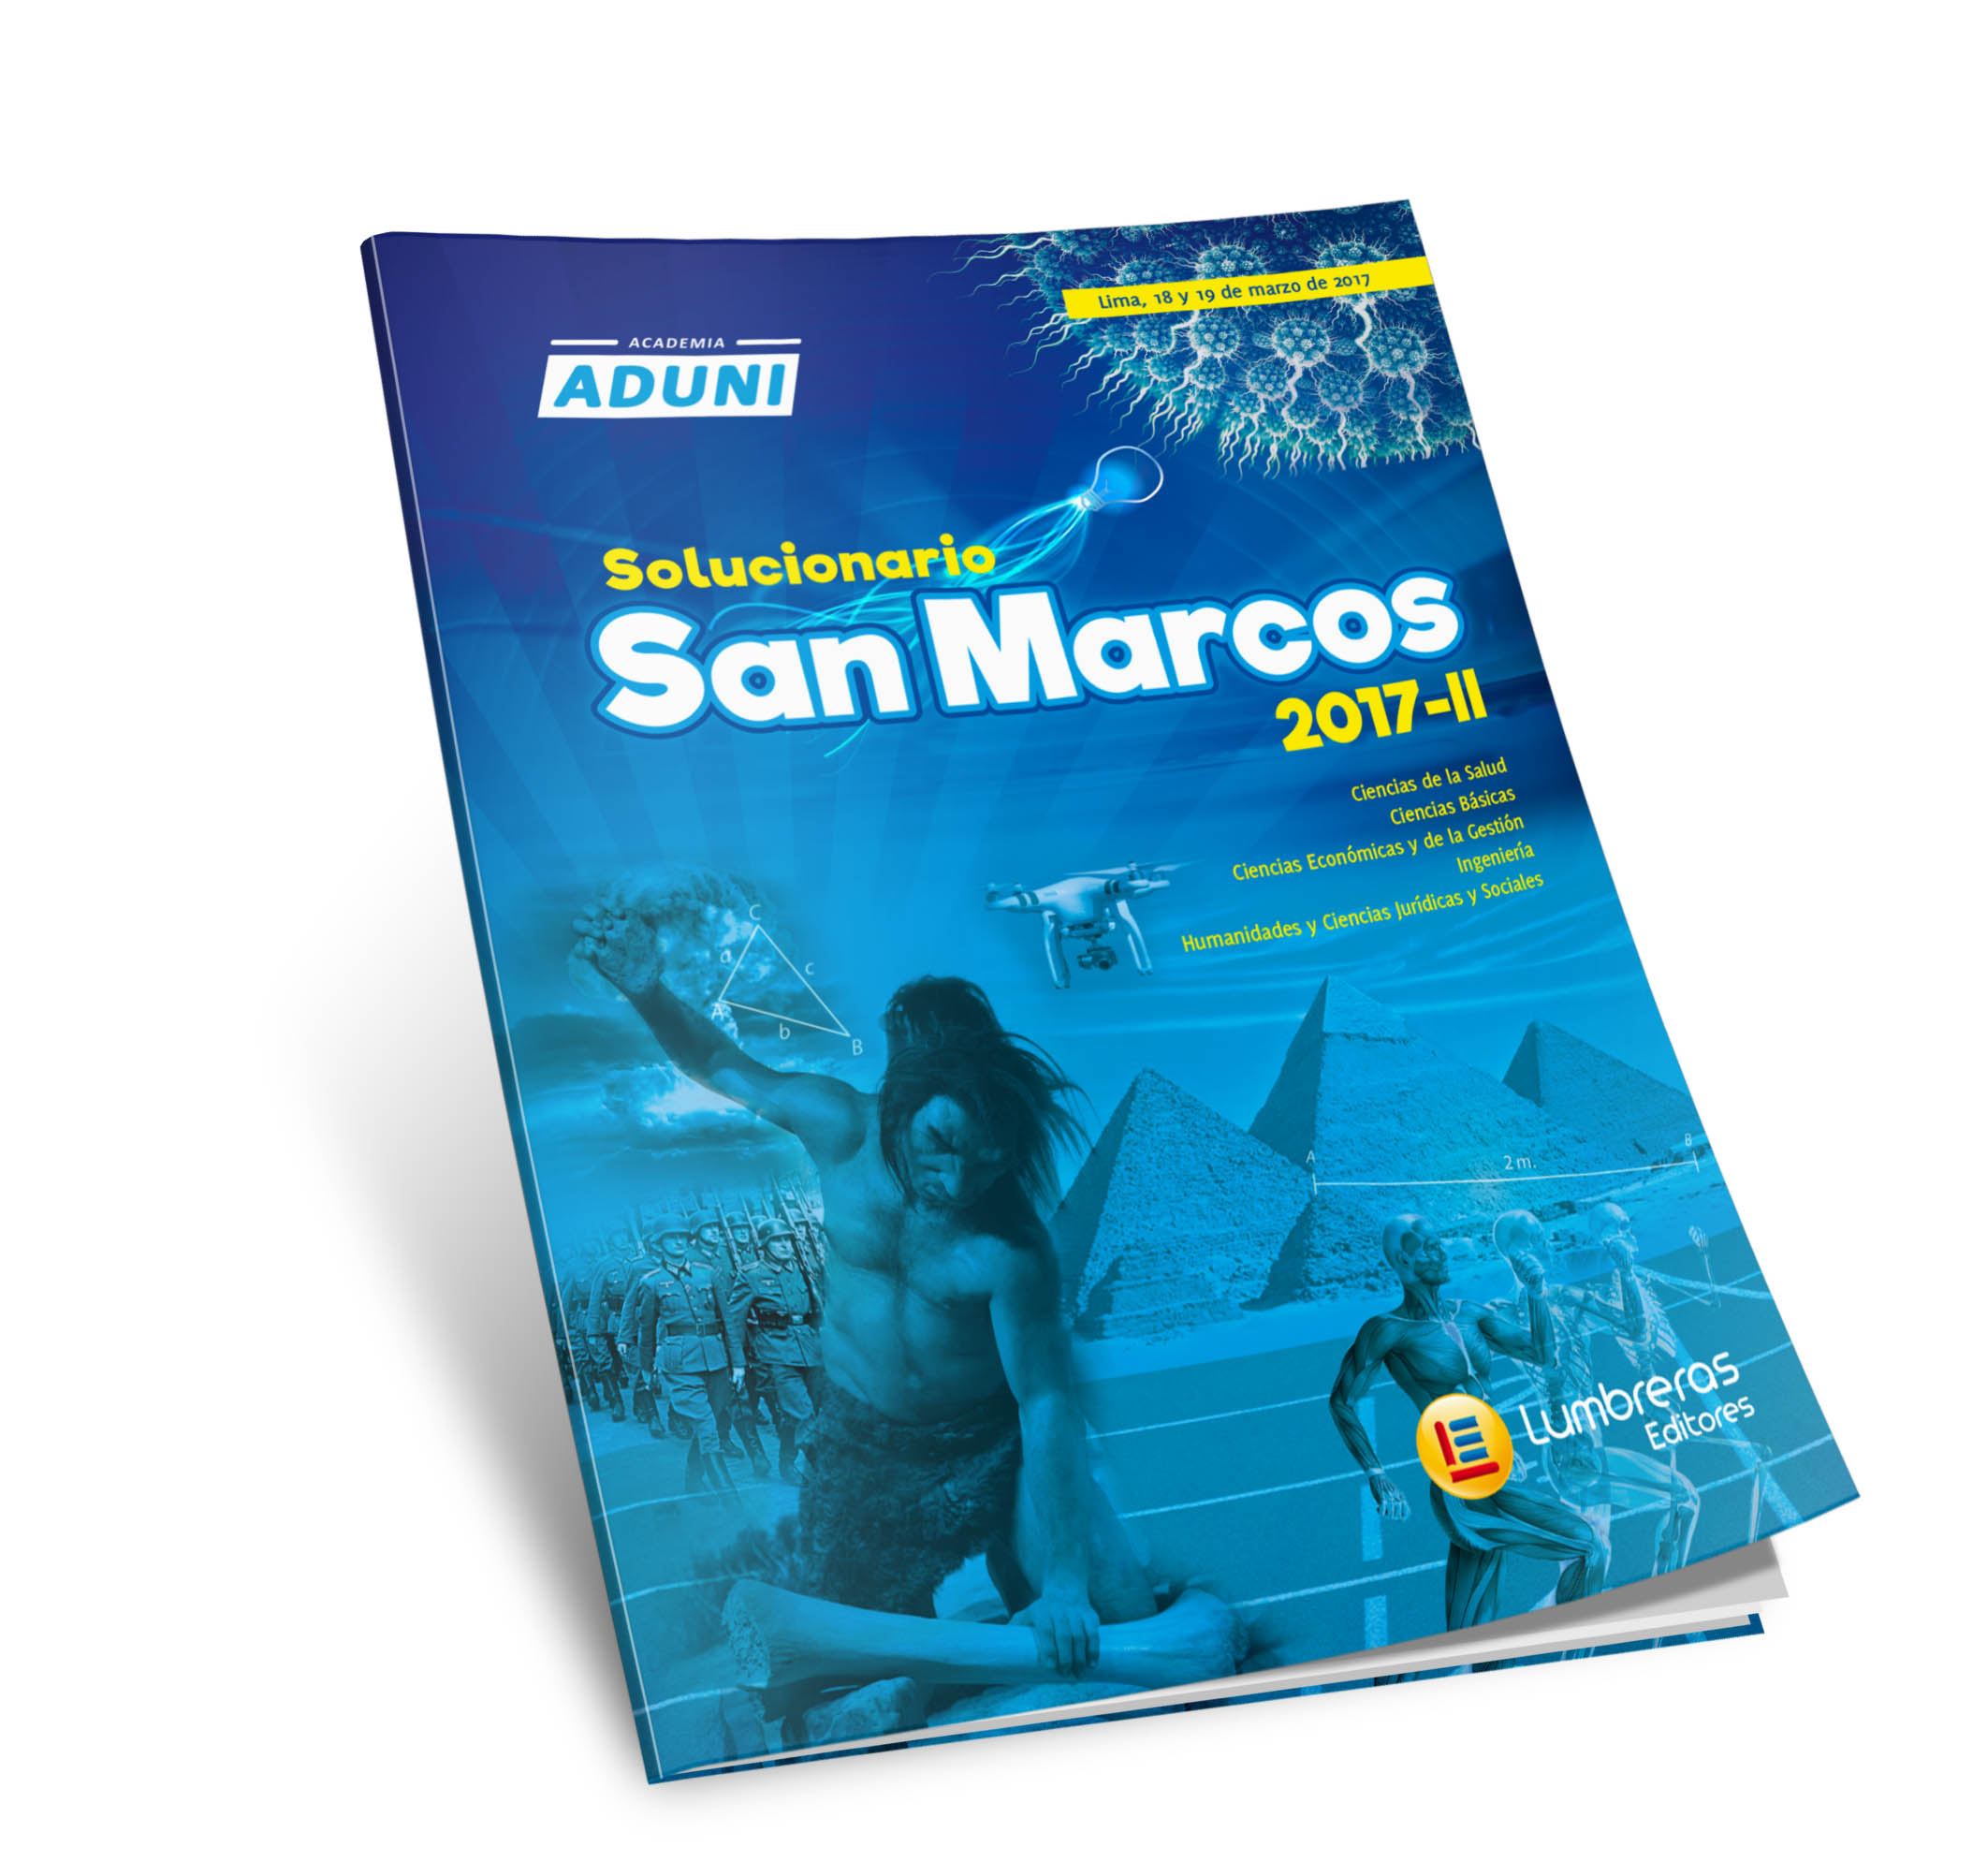 Lima, 18 y 19 de marzo de 2017
ACADEMIA
ADUNI
Solucionario
San Marcos
2017-II
Ciencias de la Salud
Ciencias Básicas
Ciencias Económicas y de la Gestión
Ingeniería
Humanidades y Ciencias Jurídicas y Sociales
C
a
c
A
b
B
A
2 m.
B
Lumbreras
Editores